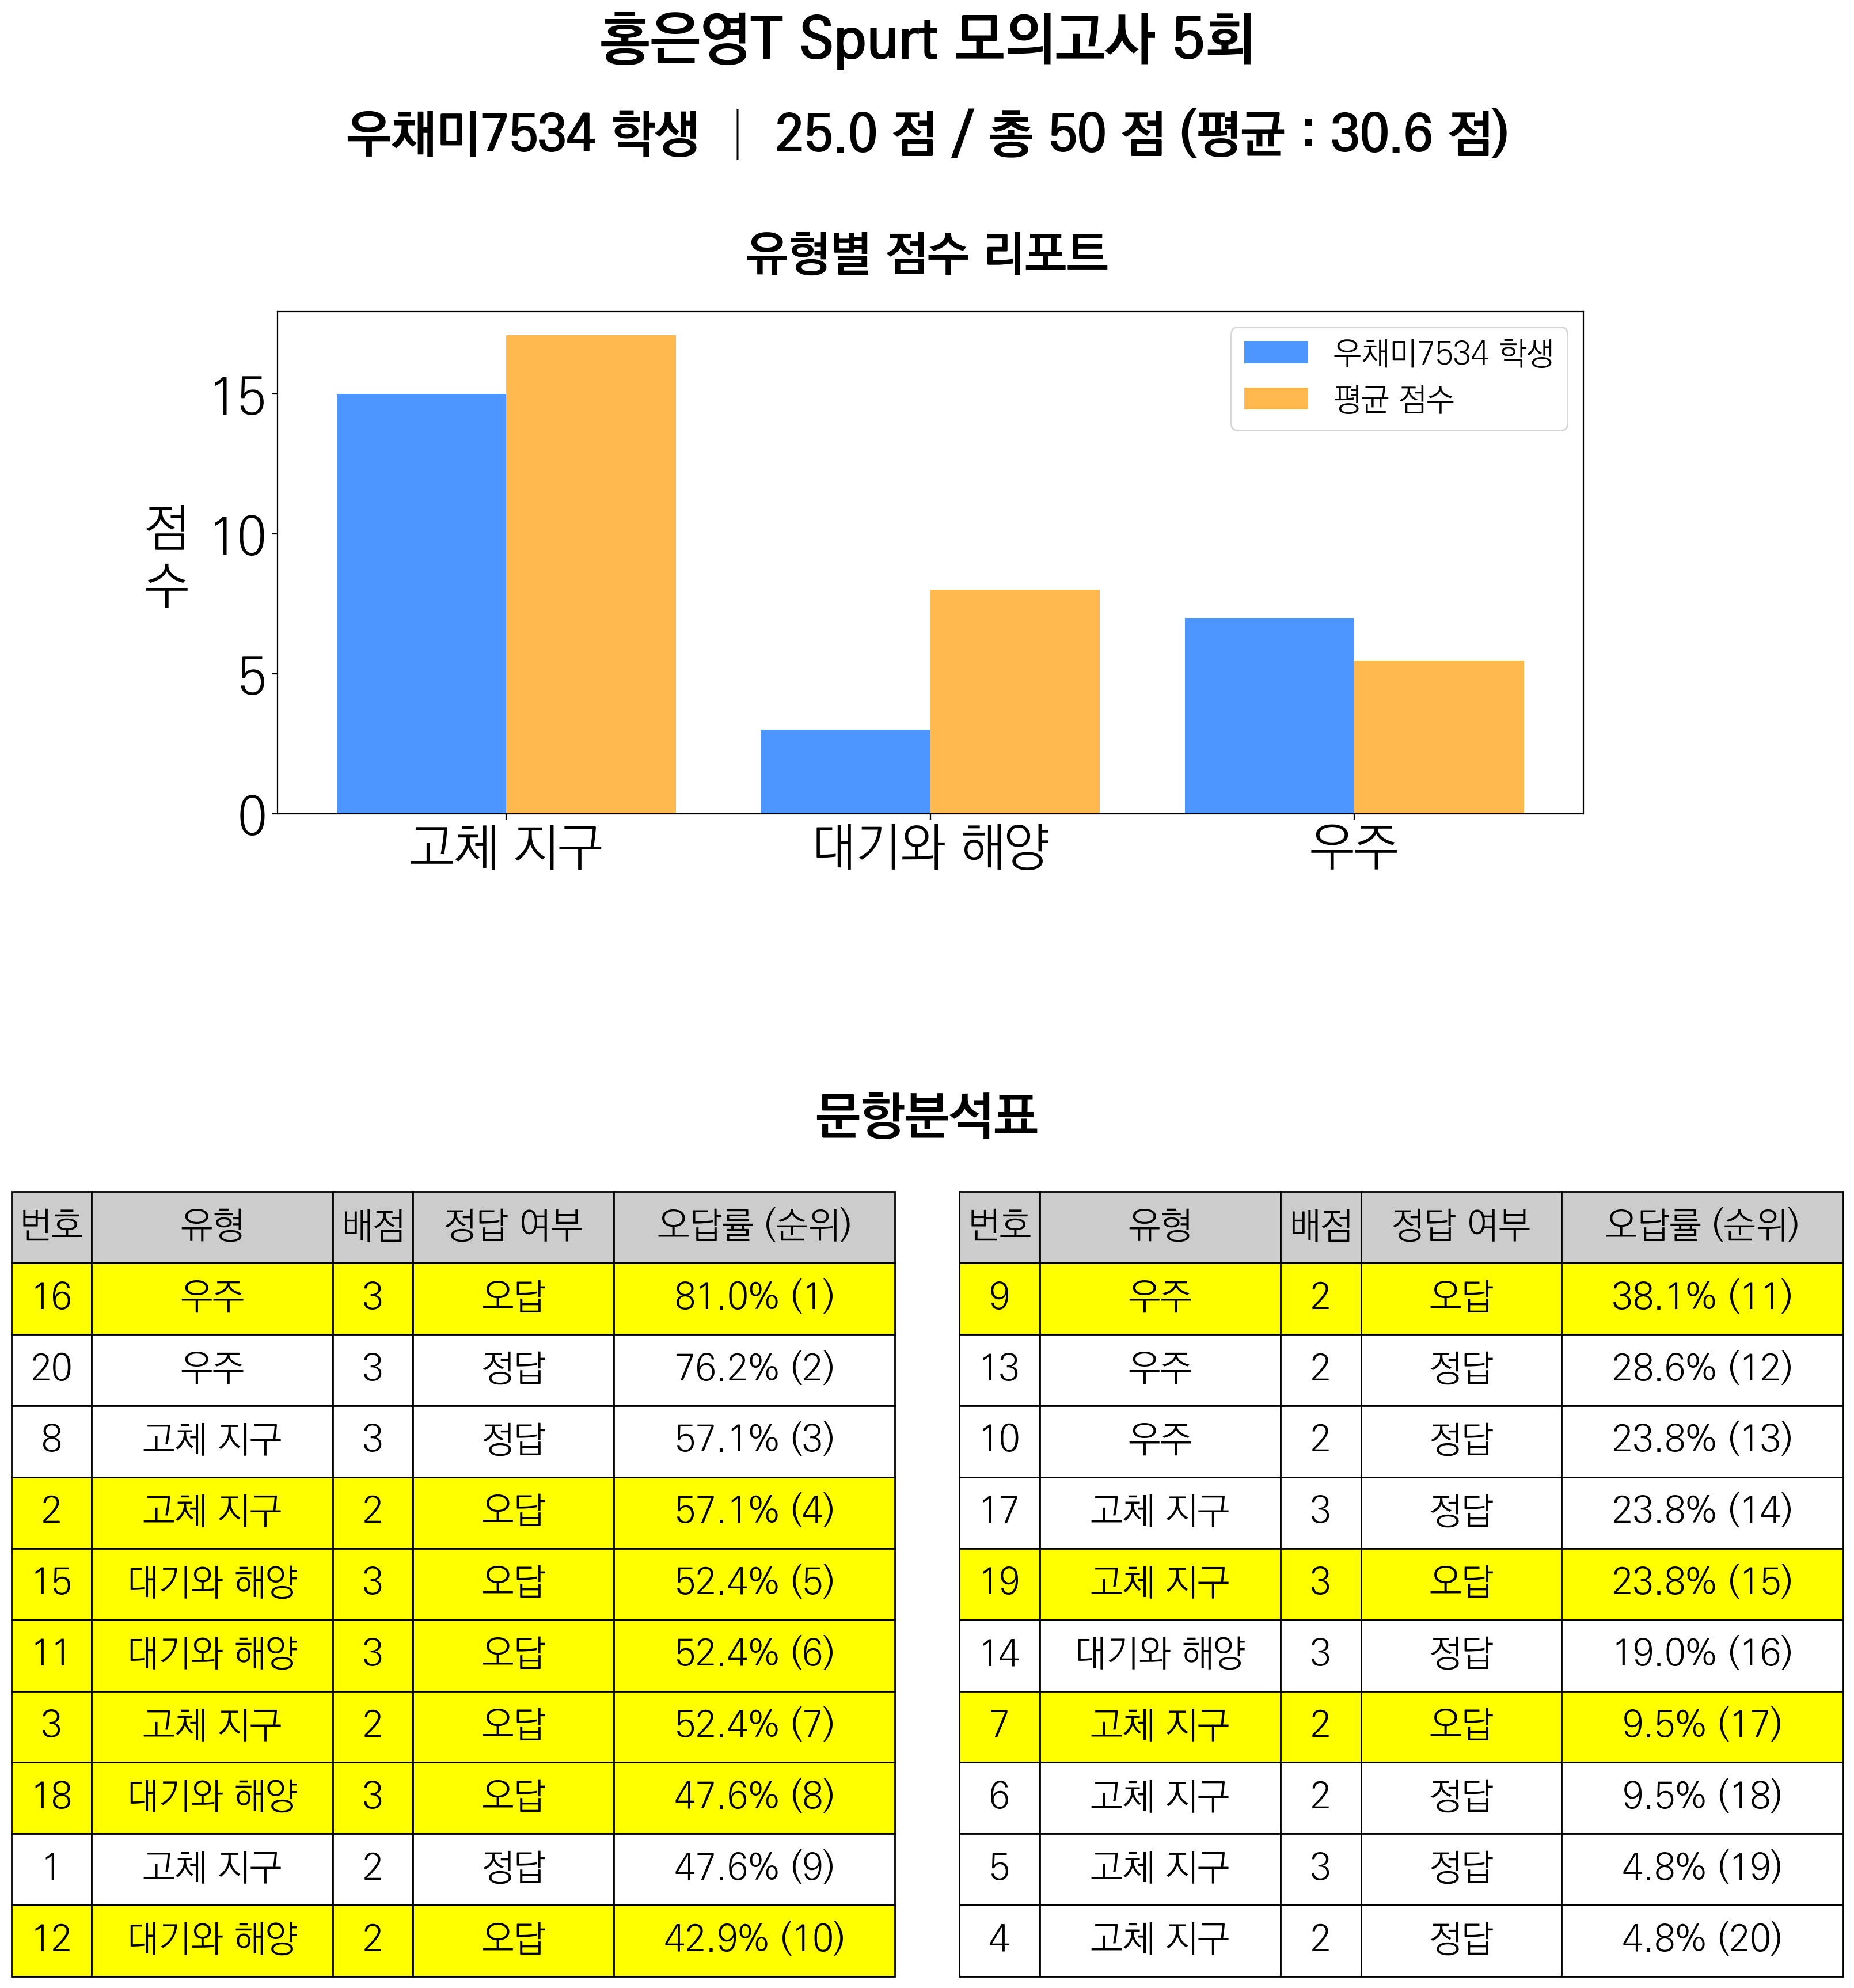 홍은영T Spurt 모의고사 5회
우채미7534 학생 │ 25.0 점 / 총 50 점 (평균 : 30.6 점)
유형별 점수 리포트
우채미7534 학생
평균 점수
점수
15
10
5
0
고체 지구 대기와 해양 우주
문항분석표
번호 유형 배점 정답 여부 오답률 (순위)
16 우주 3 오답 81.0% (1)
20 우주 3 정답 76.2% (2)
8 고체 지구 3 정답 57.1% (3)
2 고체 지구 2 오답 57.1% (4)
15 대기와 해양 3 오답 52.4% (5)
11 대기와 해양 3 오답 52.4% (6)
3 고체 지구 2 오답 52.4% (7)
18 대기와 해양 3 오답 47.6% (8)
1 고체 지구 2 정답 47.6% (9)
12 대기와 해양 2 오답 42.9% (10)
번호 유형 배점 정답 여부 오답률 (순위)
9 우주 2 오답 38.1% (11)
13 우주 2 정답 28.6% (12)
10 우주 2 정답 23.8% (13)
17 고체 지구 3 정답 23.8% (14)
19 고체 지구 3 오답 23.8% (15)
14 대기와 해양 3 정답 19.0% (16)
7 고체 지구 2 오답 9.5% (17)
6 고체 지구 2 정답 9.5% (18)
5 고체 지구 3 정답 4.8% (19)
4 고체 지구 2 정답 4.8% (20)